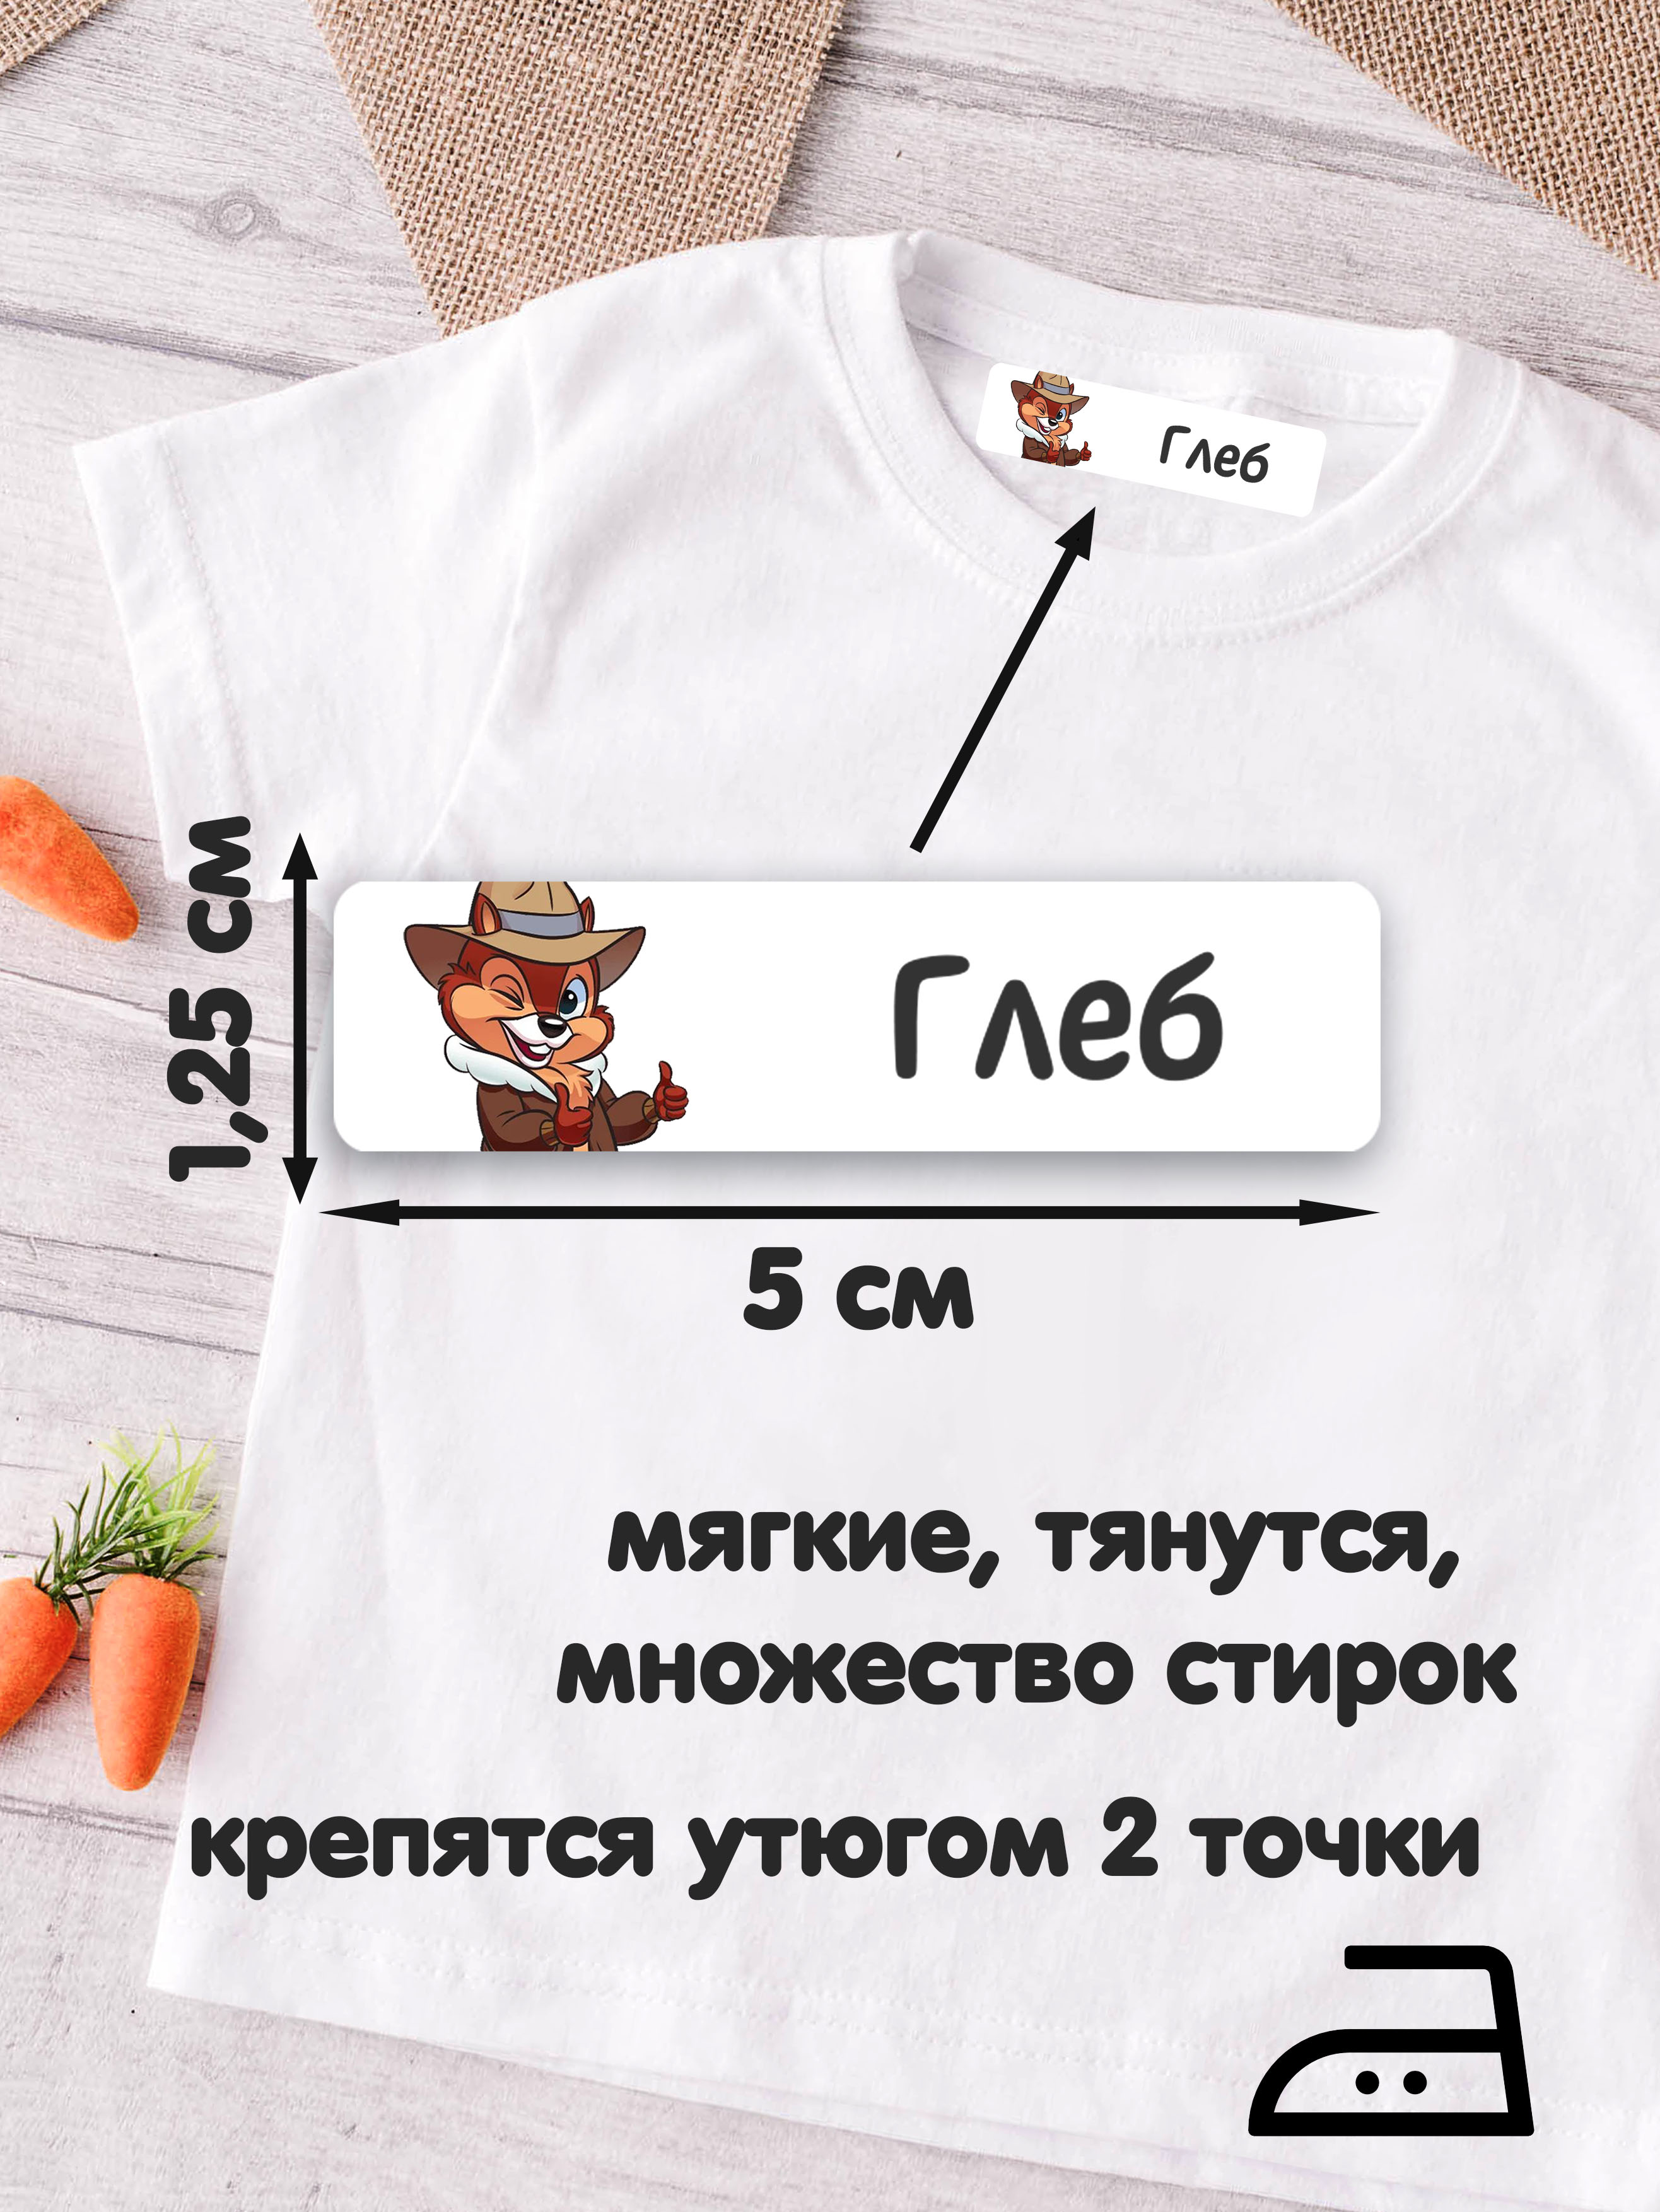 Глеб
1,25 см
Глеб
5 см
мягкие, тянутся,
множество стирок
крепятся утюгом 2 точки